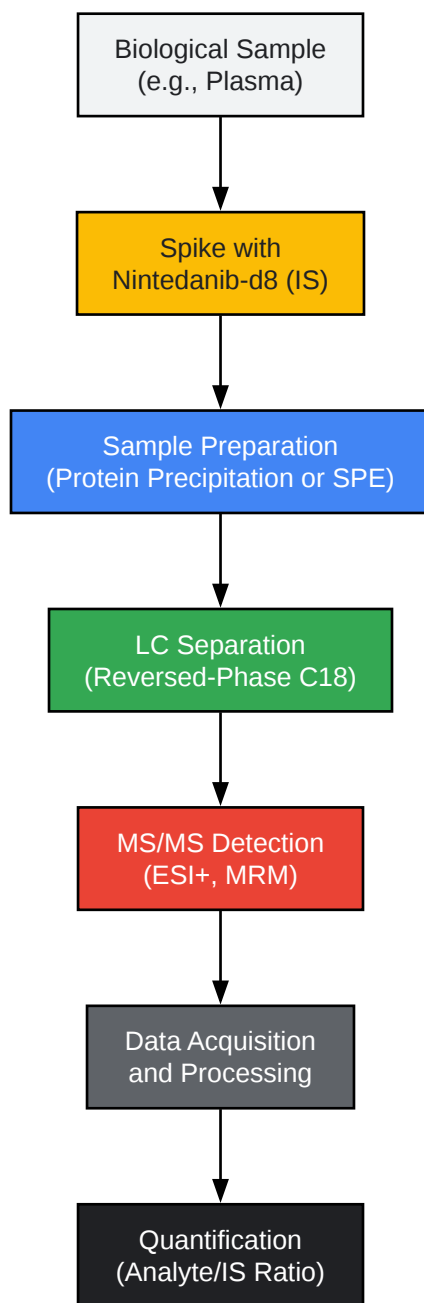 Biological Sample
(e.g., Plasma)
Spike with
Nintedanib-d8 (IS)
Sample Preparation
(Protein Precipitation or SPE)
LC Separation
(Reversed-Phase C18)
MS/MS Detection
(ESI+, MRM)
Data Acquisition
and Processing
Quantification
(Analyte/IS Ratio)